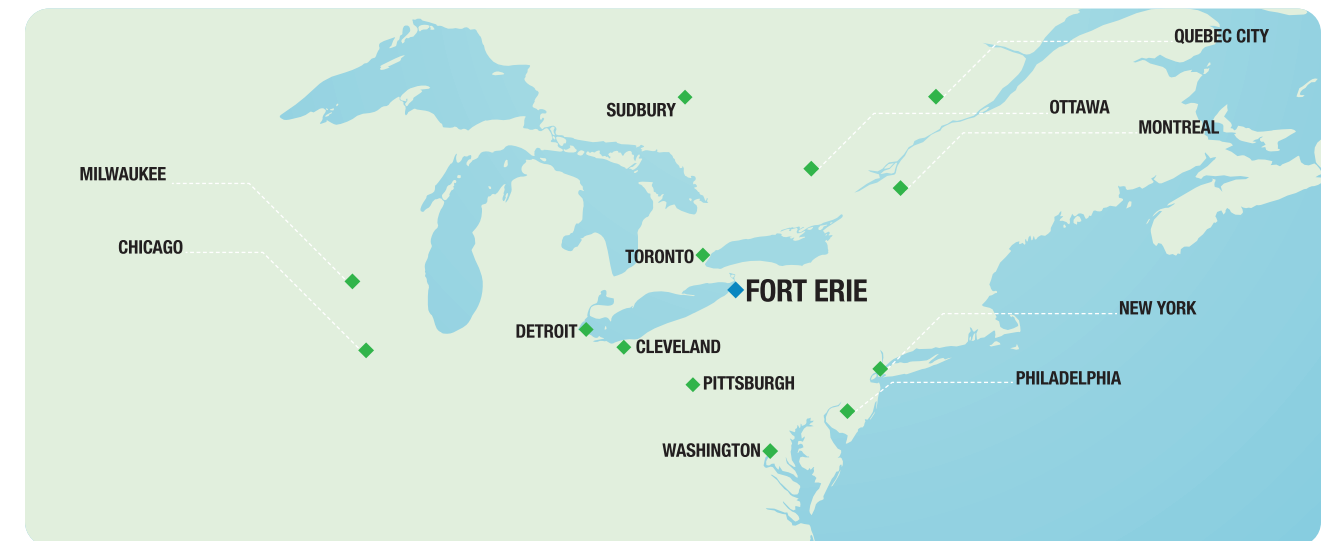 QUEBEC CITY
OTTAWA
SUDBURY
MONTREAL
MILWAUKEE
CHICAGO
TORONTO
FORT ERIE
NEW YORK
DETROIT
CLEVELAND
PHILADELPHIA
PITTSBURGH
WASHINGTON